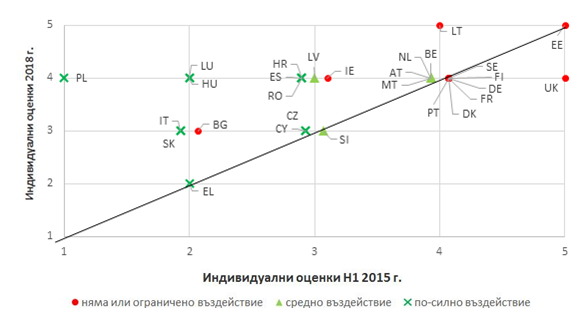 Индивидуални оценки 2018 г.
5
4
3
2
1
LT
EE
PL
LU
HU
HR
ES
RO
LV
IE
NL
BE
AT
MT
SE
FI
DE
FR
DK
PT
UK
IT
SK
BG
CZ
CY
SI
EL
1
2
3
4
5
Индивидуални оценки H1 2015 г.
няма или ограничено въздействие средно въздействие по-силно въздействие